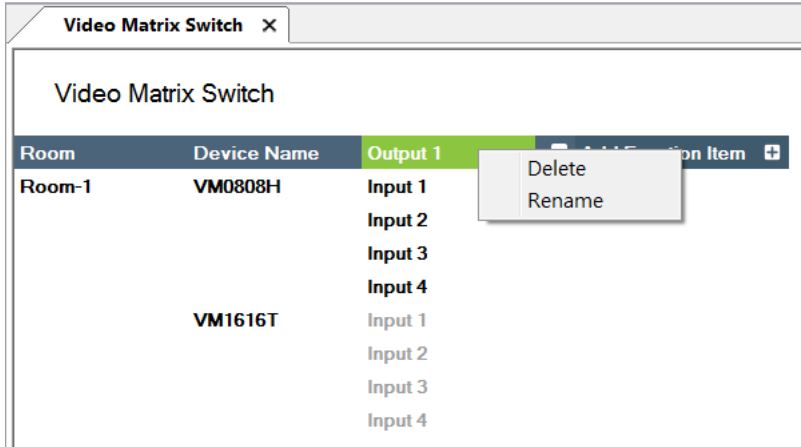 Video Matrix Switch
Video Matrix Switch
Room Device Name Output 1 Item
Room-1 VM0808H Input 1
Delete
Rename
Input 2
Input 3
Input 4
VM1616T Input 1
Input 2
Input 3
Input 4